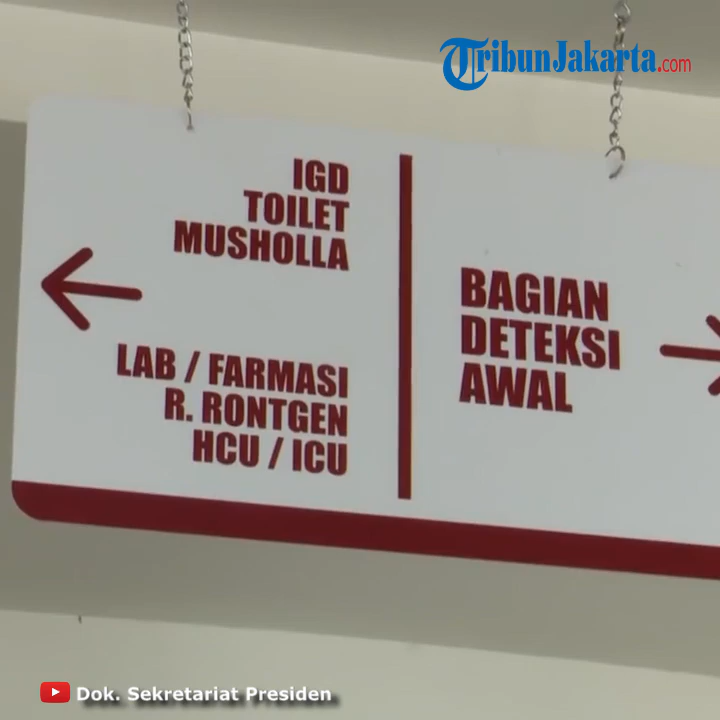 TribunJakarta.com
IGD
TOILET
MUSHOLLA
LAB / FARMASI
R. RONTGEN
HCU / ICU
BAGIAN
DETEKSI
AWAL
Dok. Sekretariat Presiden